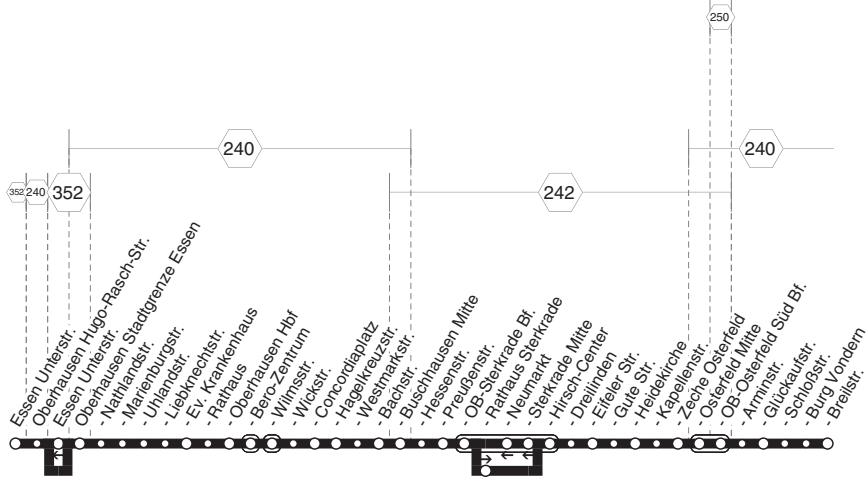 250
240
240
352
240
352
242
Essen Unterstr.
Oberhausen Hugo-Rasch-Str.
Essen Unterstr.
Oberhausen Stadtgrenze Essen
- Nathlandstr.
- Marienburgstr.
- Uhlandstr.
- Liebknechtstr.
- Ev. Krankenhaus
- Rathaus
- Oberhausen Hbf
- Bero-Zentrum
- Wilmsstr.
- Wickstr.
- Concordiaplatz
- Hagelkreuzstr.
- Westmarkstr.
- Bachstr.
- Buschhausen Mitte
- Hessenstr.
- Preußenstr.
- OB-Sterkrade Bf.
- Rathaus Sterkrade
- Neumarkt
- Sterkrade Mitte
- Hirsch-Center
- Dreilinden
- Eifeler Str.
- Gute Str.
- Heidekirche
- Kapellenstr.
- Zeche Osterfeld
- Osterfeld Mitte
- OB-Osterfeld Süd Bf.
- Arminstr.
- Glückaufstr.
- Schloßstr.
- Burg Vondern
- Breilstr.